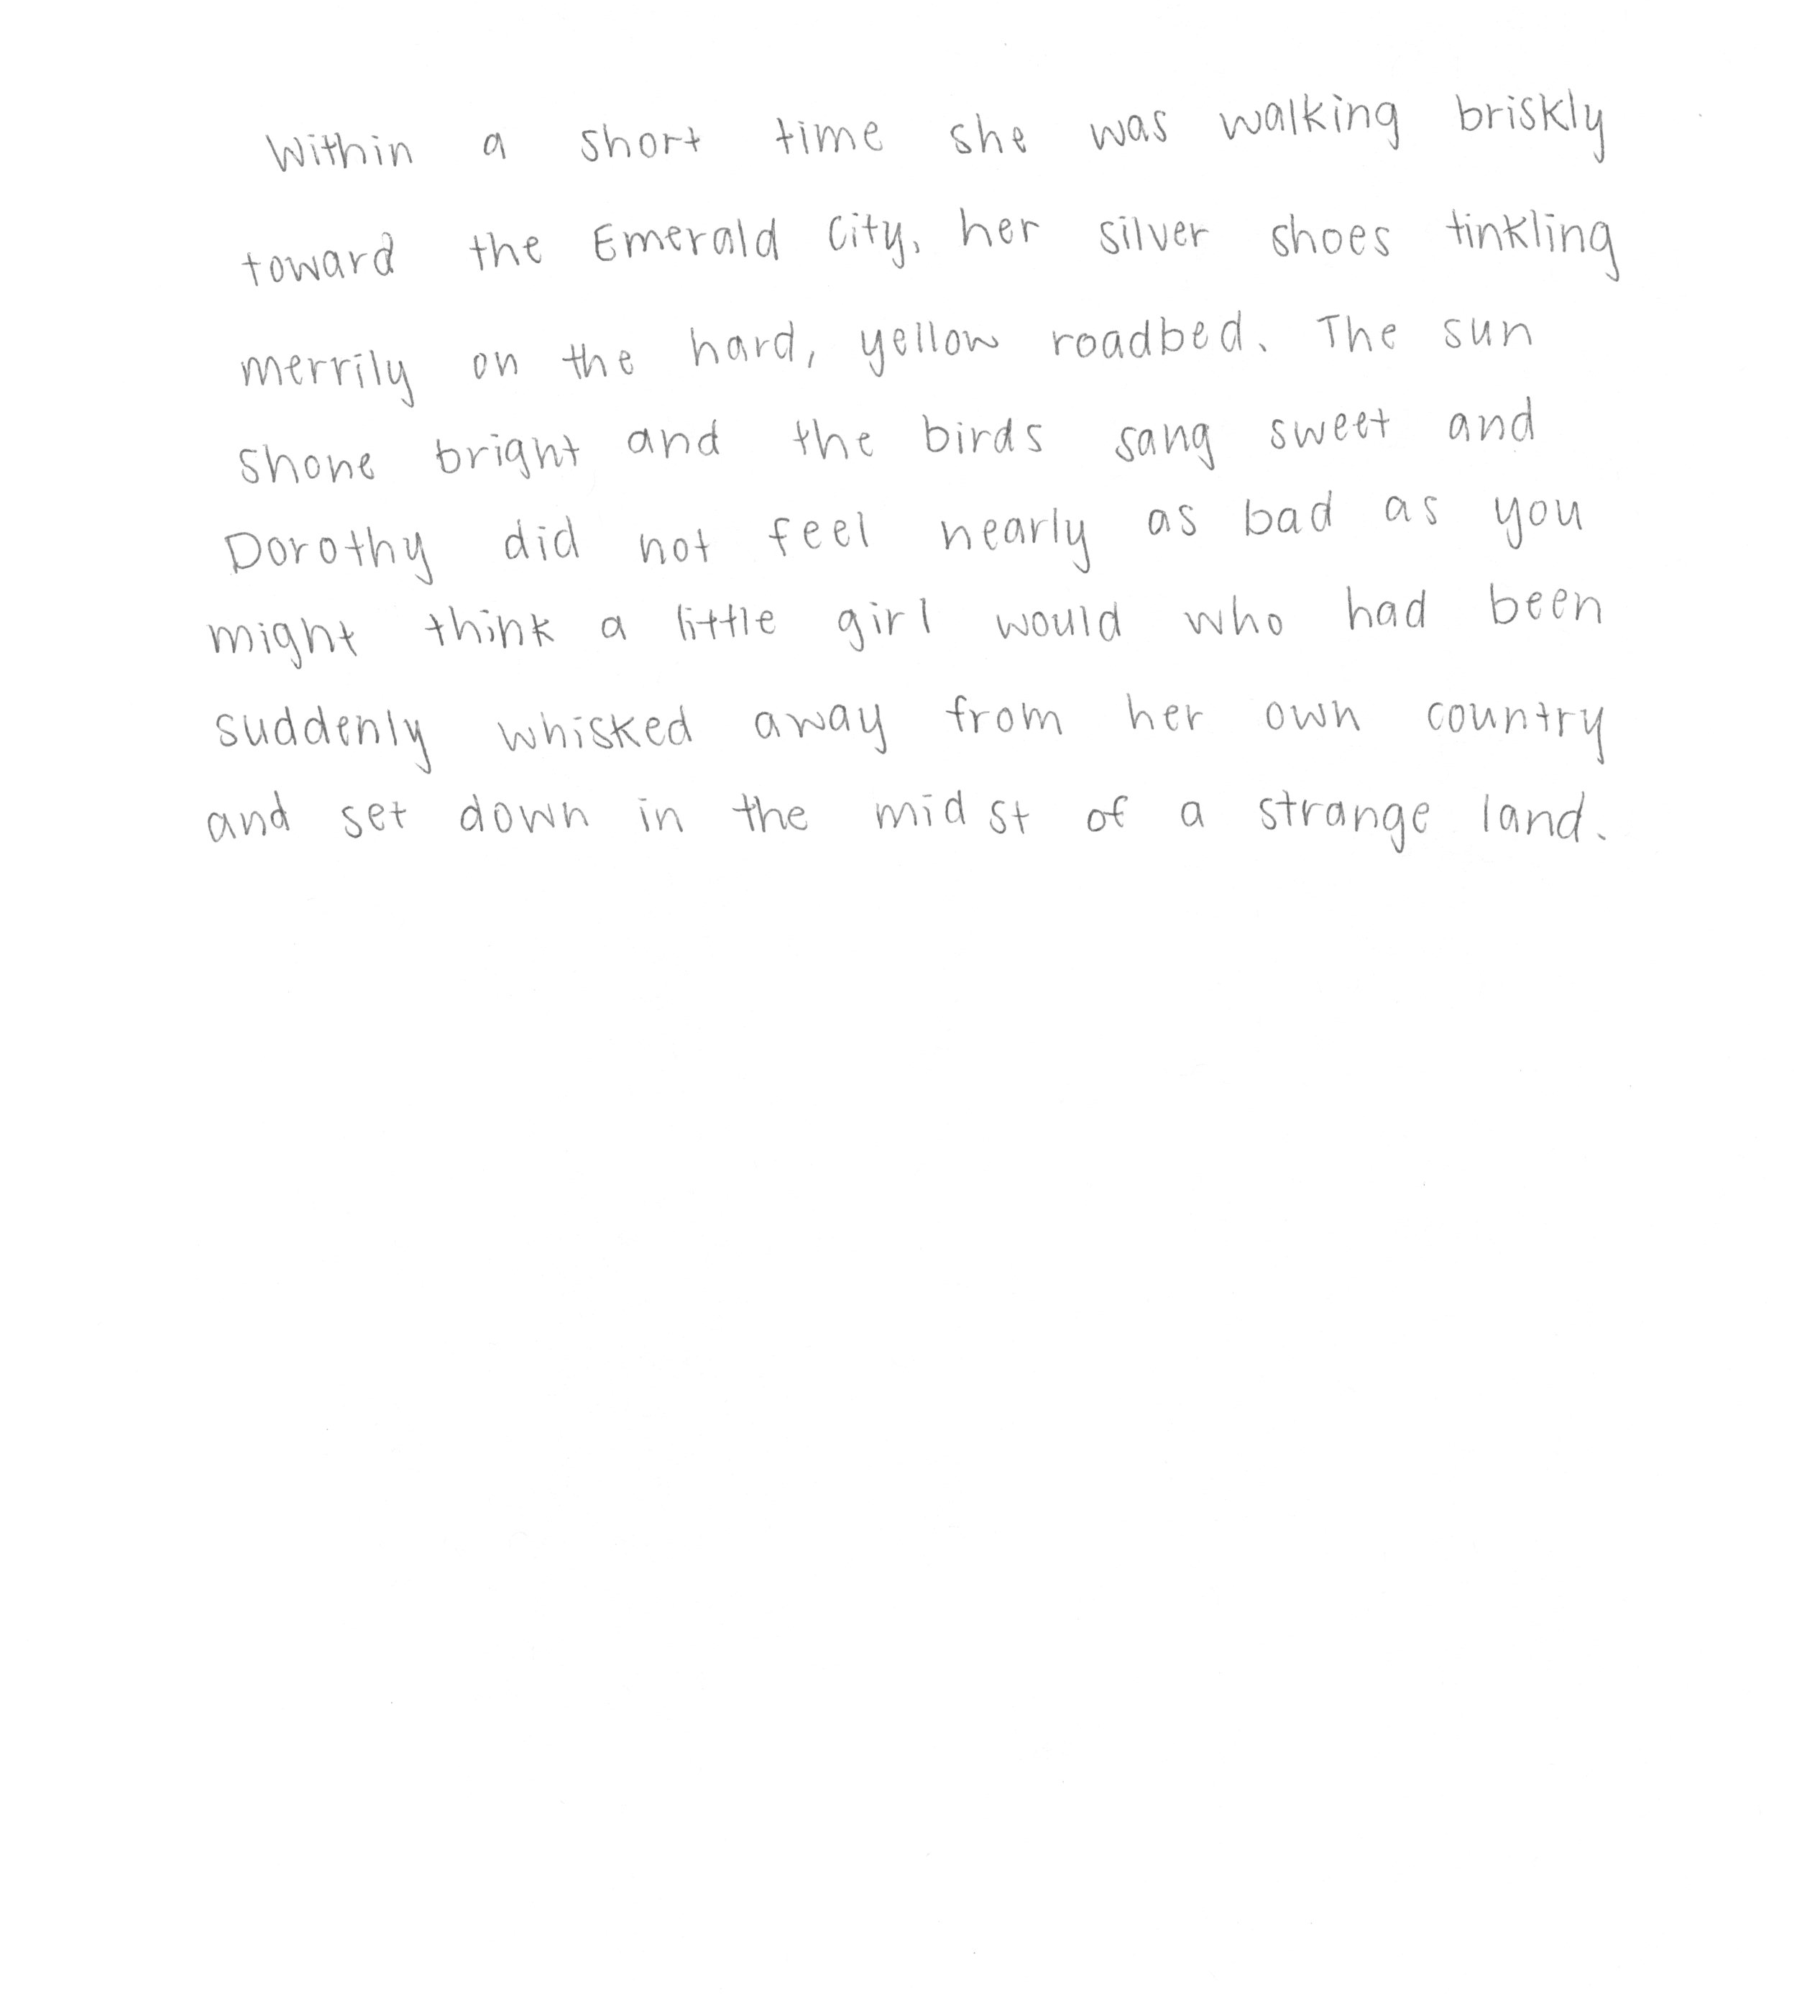 Within a short time she was walking briskly
toward the Emerald City, her silver shoes tinkling
merrily on the hard, yellow roadbed. The sun
shone bright and the birds sang sweet and
Dorothy did not feel nearly as bad as you
might think a little girl would who had been
suddenly whisked away from her own country
and set down in the midst of a strange land.